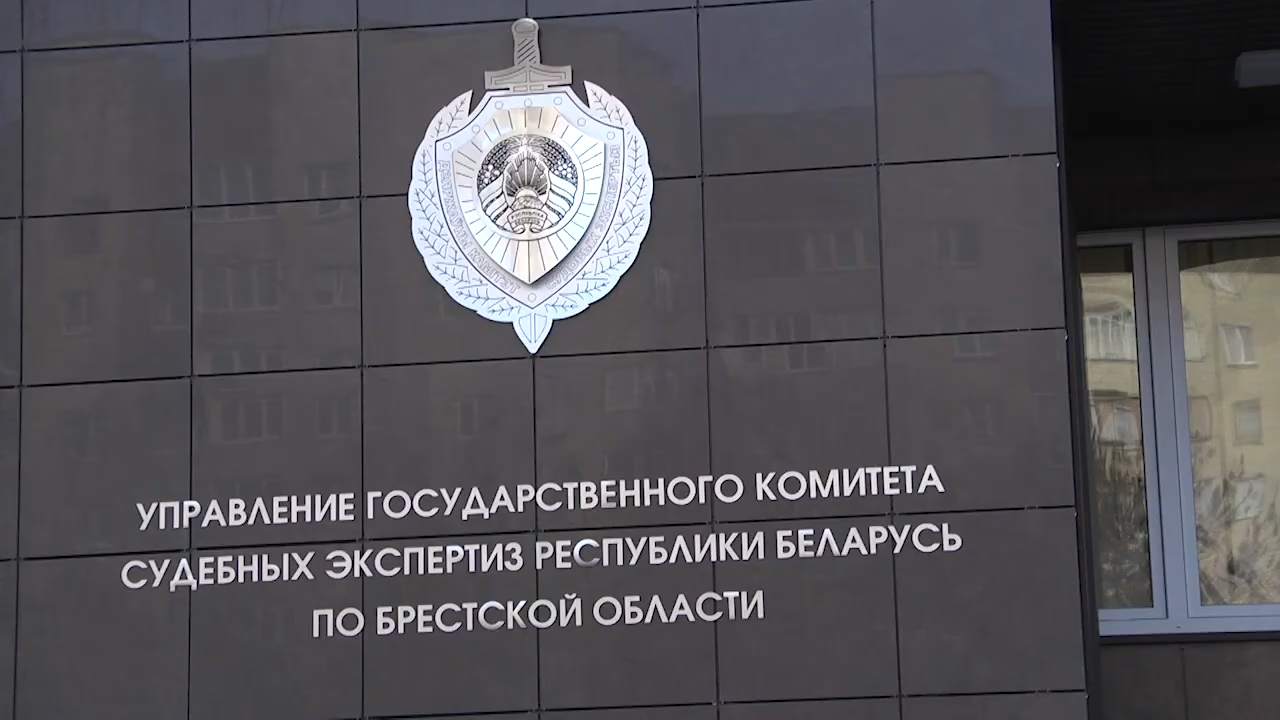 УПРАВЛЕНИЕ ГОСУДАРСТВЕННОГО КОМИТЕТА
СУДЕБНЫХ ЭКСПЕРТИЗ РЕСПУБЛИКИ БЕЛАРУСЬ
ПО БРЕСТСКОЙ ОБЛАСТИ